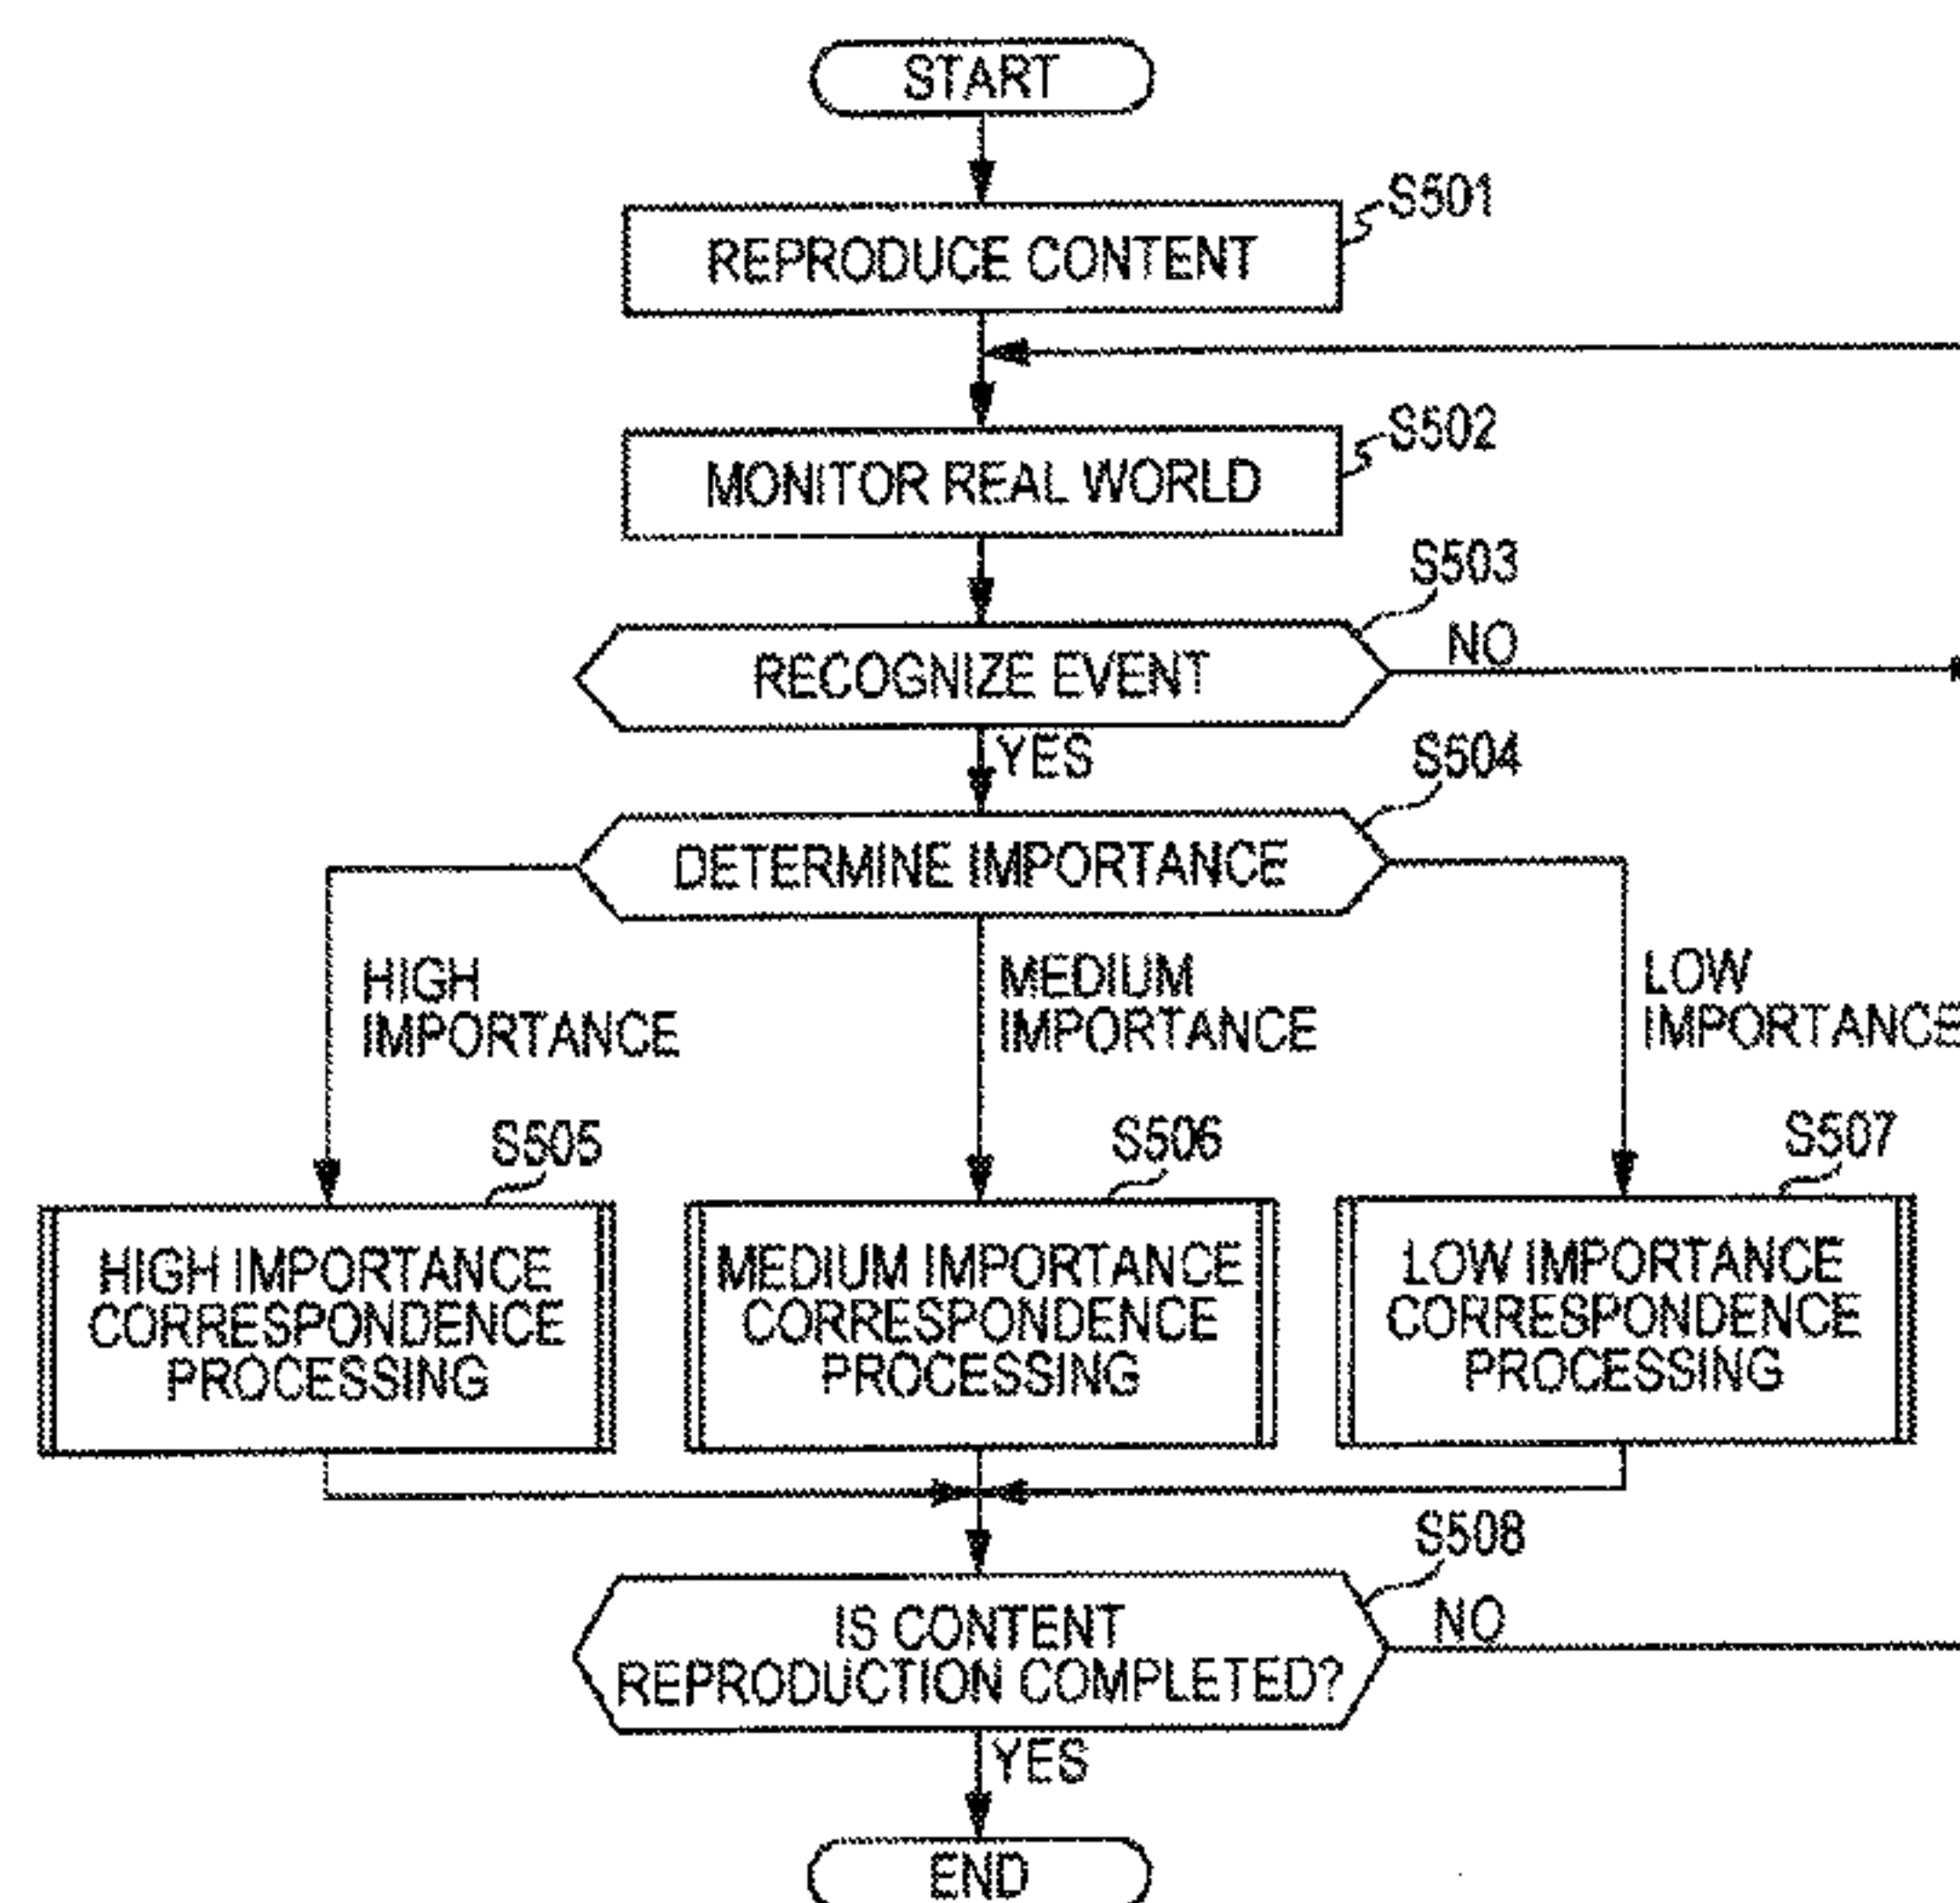 START
S501
REPRODUCE CONTENT
S502
MONITOR REAL WORLD
S503
RECOGNIZE EVENT
NO
YES
S504
DETERMINE IMPORTANCE
HIGH
IMPORTANCE
MEDIUM
IMPORTANCE
LOW
IMPORTANCE
S505
S506
S507
HIGH IMPORTANCE
CORRESPONDENCE
PROCESSING
MEDIUM IMPORTANCE
CORRESPONDENCE
PROCESSING
LOW IMPORTANCE
CORRESPONDENCE
PROCESSING
S508
IS CONTENT
REPRODUCTION COMPLETED?
NO
YES
END